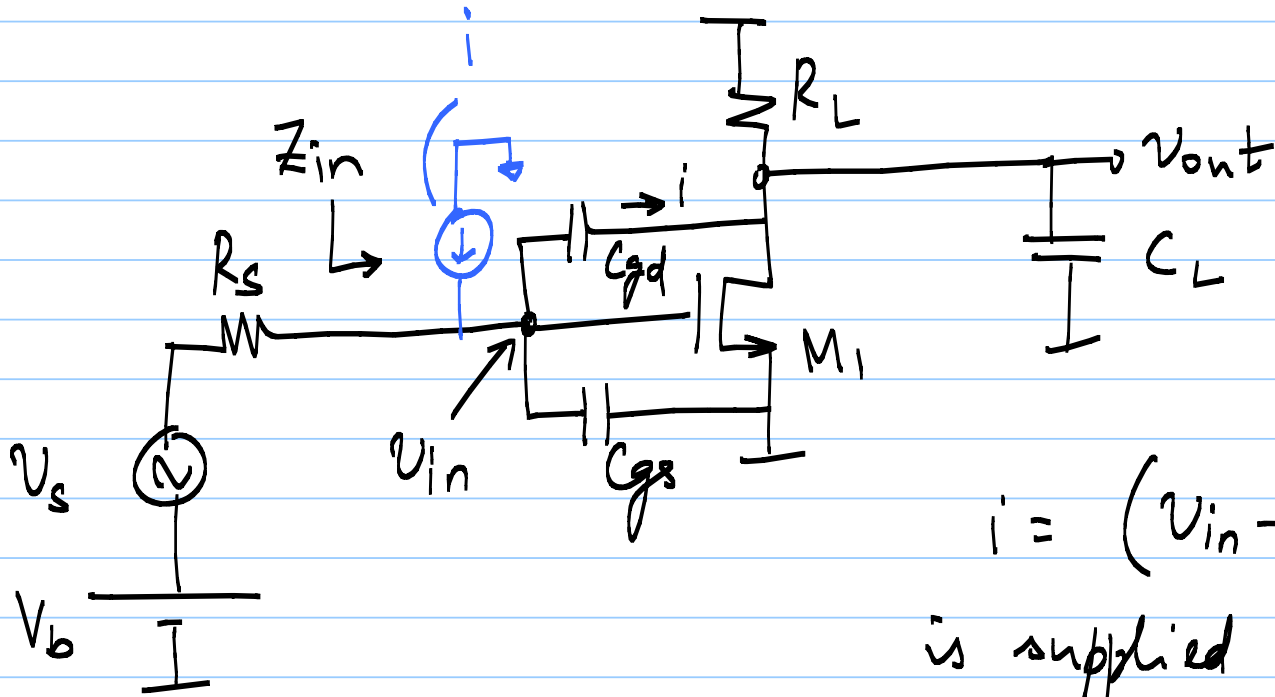 i
R_L
Z_in
v_out
i
C_gd
C_L
R_s
M_1
v_in
C_gs
v_s
i = (v_in -
V_b
is supplied